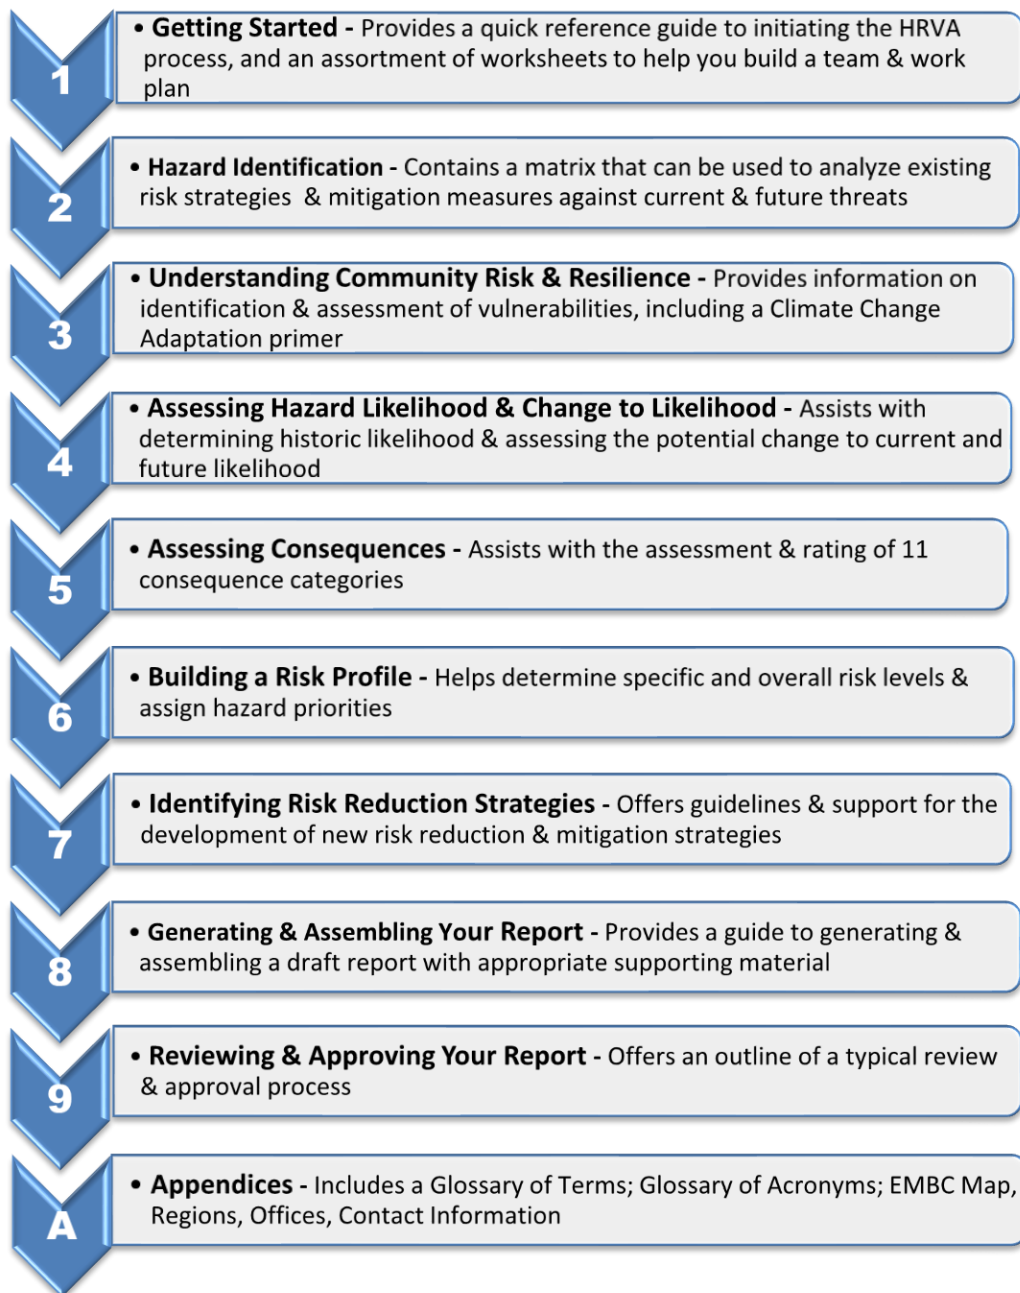 1
• Getting Started - Provides a quick reference guide to initiating the HRVA
process, and an assortment of worksheets to help you build a team & work
plan
2
• Hazard Identification - Contains a matrix that can be used to analyze existing
risk strategies & mitigation measures against current & future threats
3
• Understanding Community Risk & Resilience - Provides information on
identification & assessment of vulnerabilities, including a Climate Change
Adaptation primer
4
• Assessing Hazard Likelihood & Change to Likelihood - Assists with
determining historic likelihood & assessing the potential change to current and
future likelihood
5
• Assessing Consequences - Assists with the assessment & rating of 11
consequence categories
6
• Building a Risk Profile - Helps determine specific and overall risk levels &
assign hazard priorities
7
• Identifying Risk Reduction Strategies - Offers guidelines & support for the
development of new risk reduction & mitigation strategies
8
• Generating & Assembling Your Report - Provides a guide to generating &
assembling a draft report with appropriate supporting material
9
• Reviewing & Approving Your Report - Offers an outline of a typical review
& approval process
A
• Appendices - Includes a Glossary of Terms; Glossary of Acronyms; EMBC Map,
Regions, Offices, Contact Information